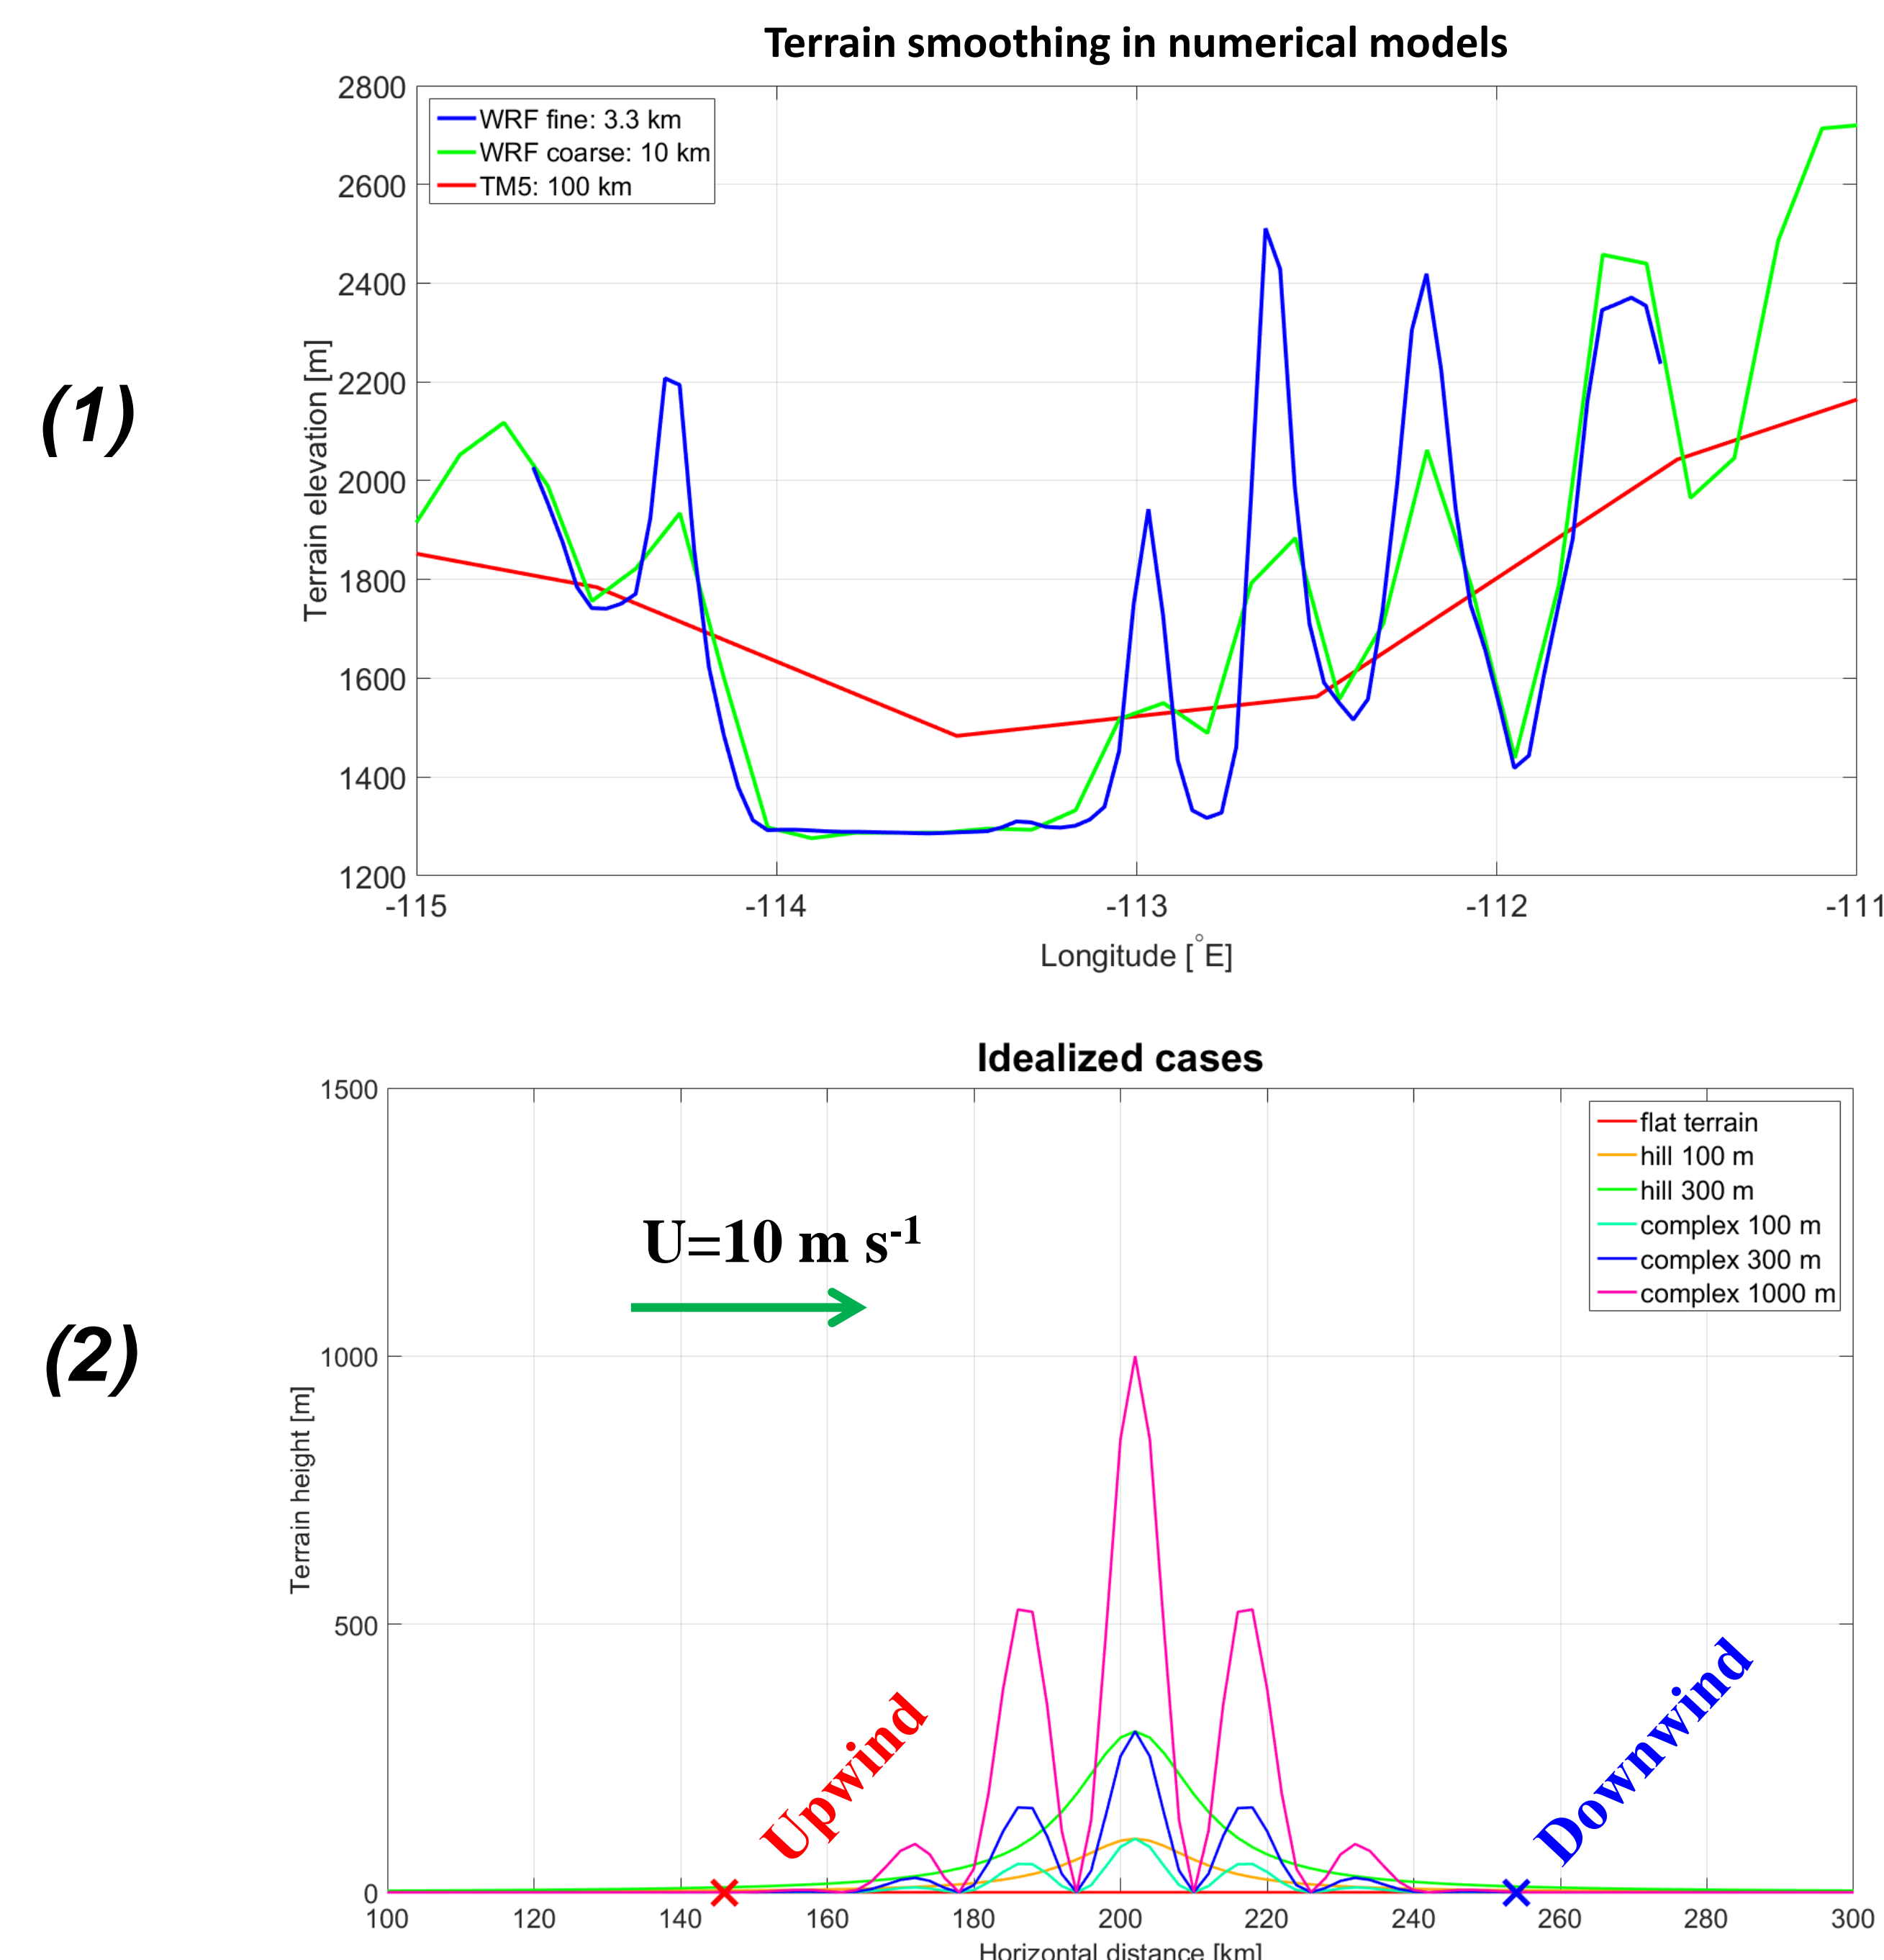 Terrain smoothing in numerical models
(1)
2800
2600
2400
2200
2000
1800
1600
1400
1200
Terrain elevation [m]
WRF fine: 3.3 km
WRF coarse: 10 km
TM5: 100 km
-115 -114 -113 -112 -111
Longitude [°E]
Idealized cases
(2)
1500
1000
500
0
Terrain height [m]
U=10 m s-1
flat terrain
hill 100 m
hill 300 m
complex 100 m
complex 300 m
complex 1000 m
Upwind
Downwind
100 120 140 160 180 200 220 240 260 280 300
Horizontal distance [km]